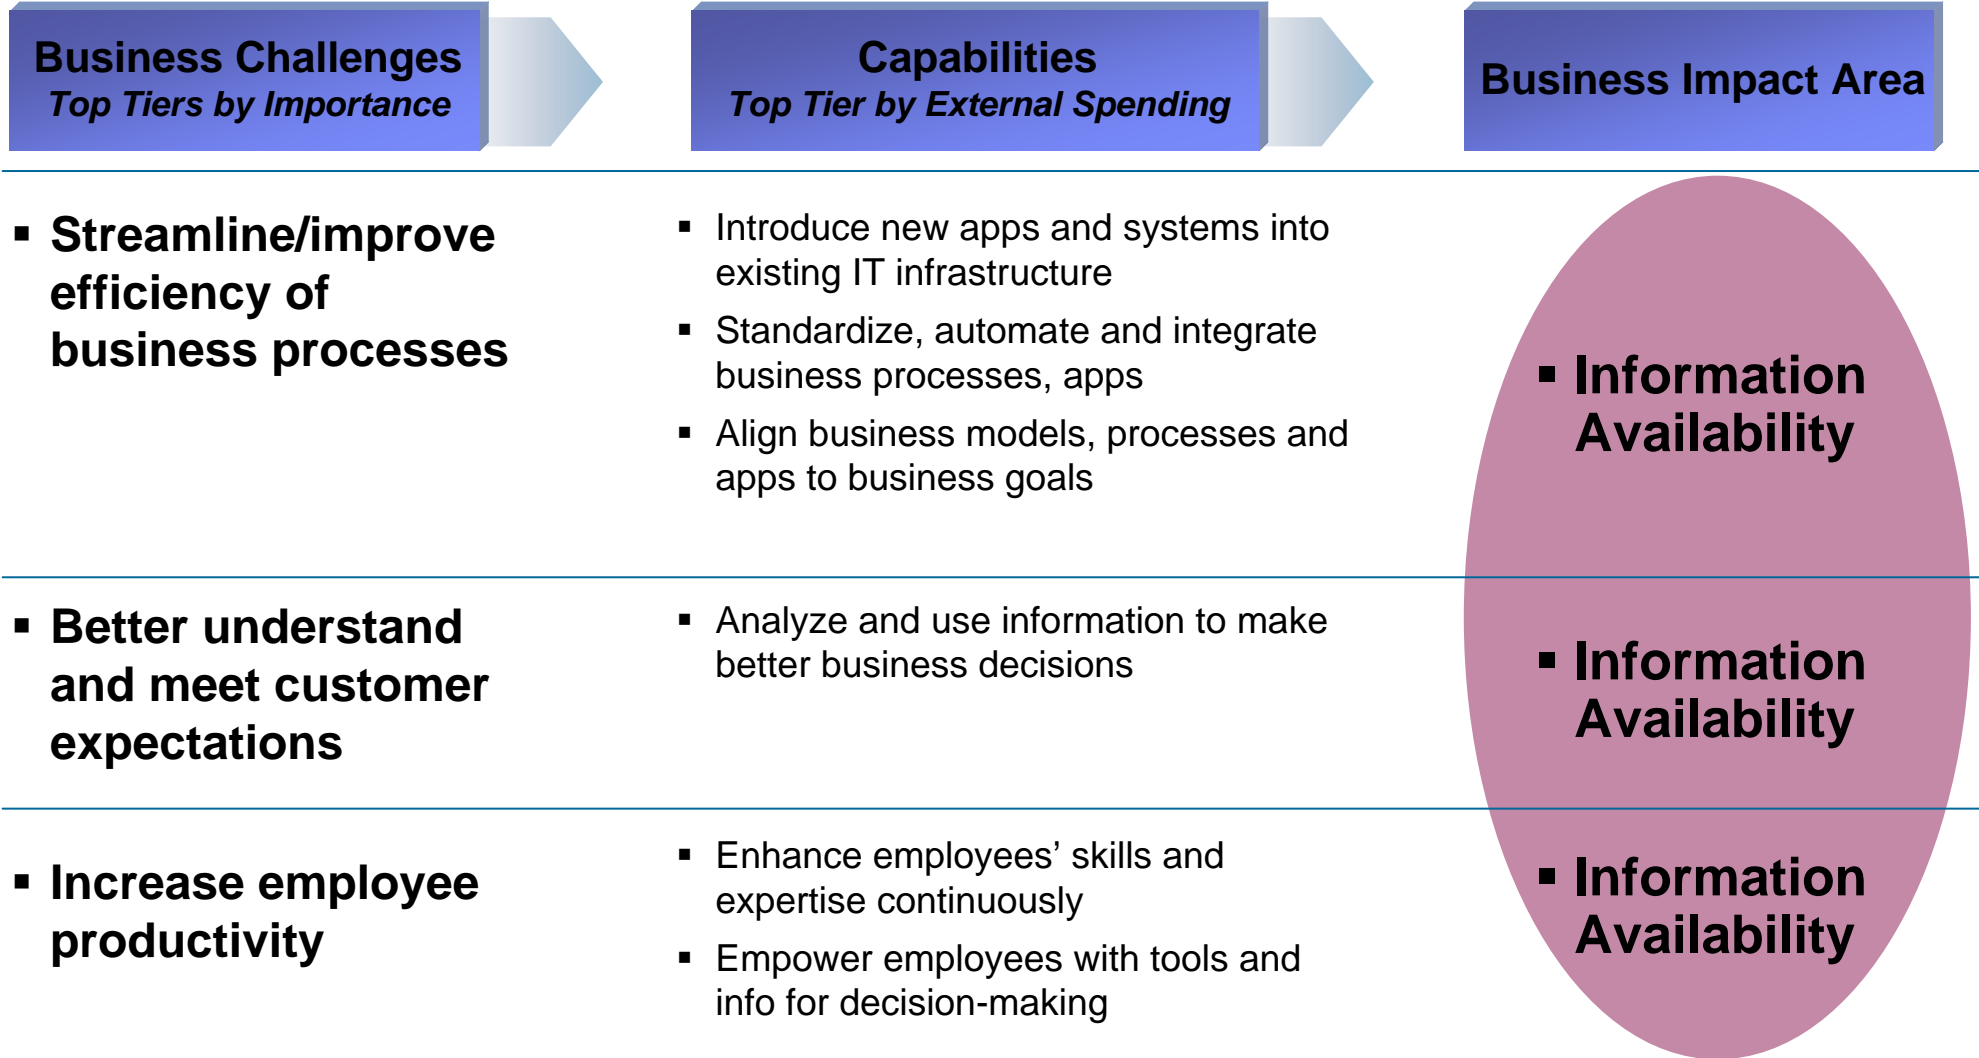 Business Challenges
Top Tiers by Importance
Capabilities
Top Tier by External Spending
Business Impact Area
▪ Streamline/improve
efficiency of
business processes
▪ Introduce new apps and systems into
existing IT infrastructure
▪ Standardize, automate and integrate
business processes, apps
▪ Align business models, processes and
apps to business goals
▪ Information
Availability
▪ Better understand
and meet customer
expectations
▪ Analyze and use information to make
better business decisions
▪ Information
Availability
▪ Increase employee
productivity
▪ Enhance employees’ skills and
expertise continuously
▪ Empower employees with tools and
info for decision-making
▪ Information
Availability